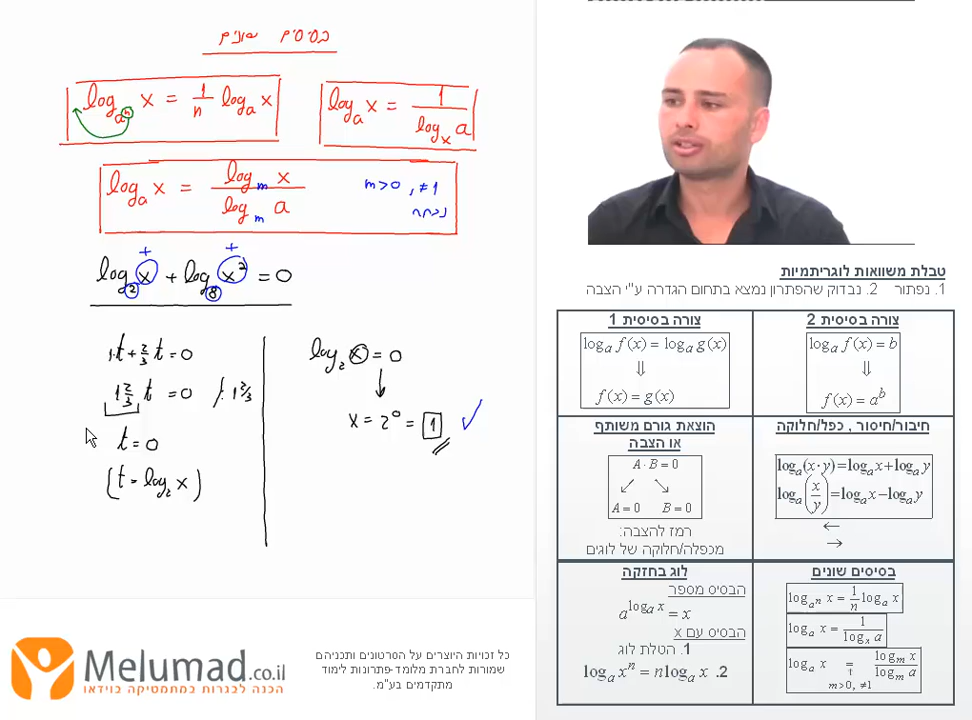 בסיסים שונים
log_{a^n} x = 1/n log_a x
log_a x = 1/log_x a
log_a x = log_m x / log_m a
m>0, ≠1
נבחר
+ +
log_2 x + log_8 x² = 0
1·t + 2/3 t = 0
1 2/3 t = 0 /: 1 2/3
t = 0
(t = log_2 x)
log_2 x = 0
x = 2^0 = 1 ✓
Melumad.co.il
הכנה לבגרות במתמטיקה בוידאו
כל זכויות היוצרים על הסרטונים ותכניהם
שמורות לחברת מלומד-פתרונות לימוד
מתקדמים בע"מ.
טבלת משוואות לוגריתמיות
1. נפתור 2. נבדוק שהפתרון נמצא בתחום הגדרה ע"י הצבה
צורה בסיסית 1
log_a f(x) = log_a g(x)
⇓
f(x) = g(x)
צורה בסיסית 2
log_a f(x) = b
⇓
f(x) = a^b
הוצאת גורם משותף
או הצבה
A·B = 0
↙ ↘
A = 0 B = 0
רמז להצבה:
מכפלה/חלוקה של לוגים
חיבור/חיסור, כפל/חלוקה
log_a(x·y) = log_a x + log_a y
log_a(x/y) = log_a x − log_a y
←
→
לוג בחזקה
הבסיס מספר
a^{log_a x} = x
הבסיס עם x
1. הטלת לוג
2. log_a x^n = n log_a x
בסיסים שונים
log_{a^n} x = 1/n log_a x
log_a x = 1/log_x a
log_a x = log_m x / log_m a
m>0, ≠1